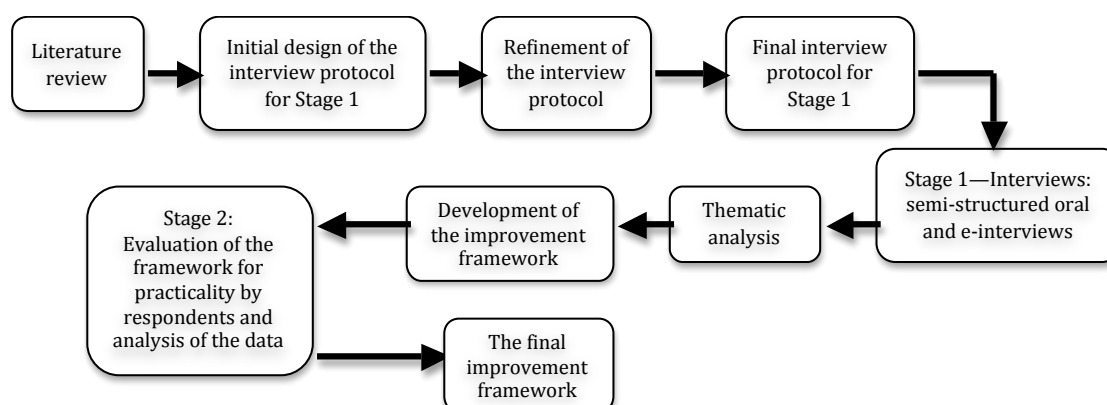 Literature
review
Initial design of the
interview protocol
for Stage 1
Refinement of
the interview
protocol
Final interview
protocol for
Stage 1
Stage 1—Interviews:
semi-structured oral
and e-interviews
Thematic
analysis
Development of
the improvement
framework
Stage 2:
Evaluation of the
framework for
practicality by
respondents and
analysis of the data
The final
improvement
framework